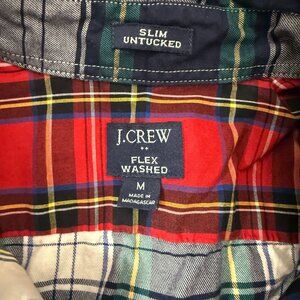 SLIM
UNTUCKED
J.CREW
FLEX
WASHED
M
MADE IN
MADAGASCAR